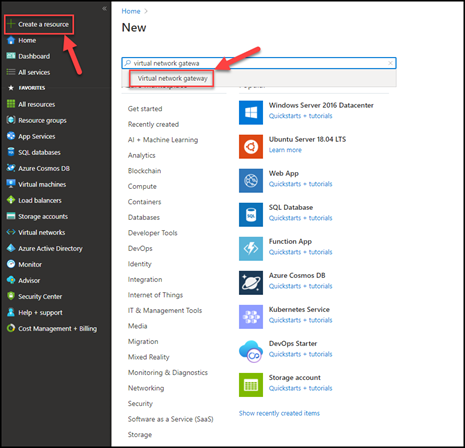 «
+ Create a resource
Home
Dashboard
All services
FAVORITES
All resources
Resource groups
App Services
SQL databases
Azure Cosmos DB
Virtual machines
Load balancers
Storage accounts
Virtual networks
Azure Active Directory
Monitor
Advisor
Security Center
Help + support
Cost Management + Billing
Home >
New
virtual network gatewa
Virtual network gateway
Get started
Recently created
AI + Machine Learning
Analytics
Blockchain
Compute
Containers
Databases
Developer Tools
DevOps
Identity
Integration
Internet of Things
IT & Management Tools
Media
Migration
Mixed Reality
Monitoring & Diagnostics
Networking
Security
Software as a Service (SaaS)
Storage
Popular
Windows Server 2016 Datacenter
Quickstarts + tutorials
Ubuntu Server 18.04 LTS
Learn more
Web App
Quickstarts + tutorials
SQL Database
Quickstarts + tutorials
Function App
Quickstarts + tutorials
Azure Cosmos DB
Quickstarts + tutorials
Kubernetes Service
Quickstarts + tutorials
DevOps Starter
Quickstarts + tutorials
Storage account
Quickstarts + tutorials
Show recently created items